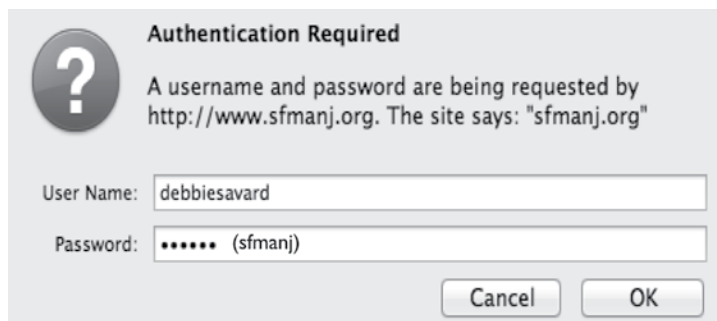 Authentication Required
A username and password are being requested by
http://www.sfmanj.org. The site says: "sfmanj.org"
User Name: debbiesavard
Password: •••••• (sfmanj)
Cancel OK